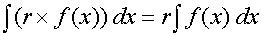 ∫(r × f(x)) dx = r∫ f(x) dx